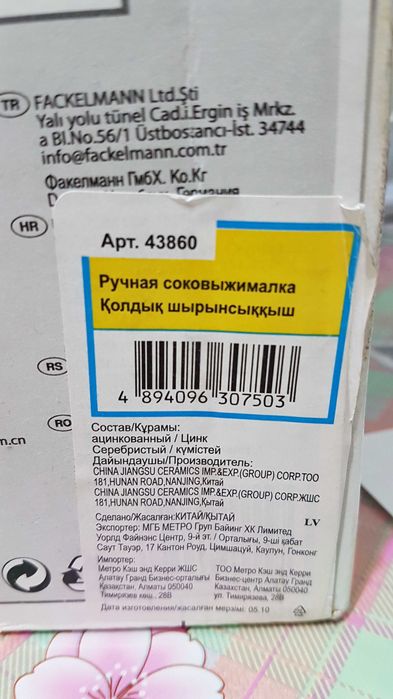 TR FACKELMANN Ltd.Şti
Yalı yolu tünel Cad.i.Ergin iş Mrkz.
a Bl.No.56/1 Üstbostancı-İst. 34744
info@fackelmann.com.tr
Факелманн ГмбХ. Ко.Кг
HR
Арт. 43860
Ручная соковыжималка
Қолдық шырынсыққыш
4 894096 307503
RS
RO
n.cn
Состав/Құрамы:
ацинкованный / Цинк
Серебристый / күмістей
Дайындаушы/Производитель:
CHINA JIANGSU CERAMICS IMP.&EXP.(GROUP) CORP.ТОО
181,HUNAN ROAD,NANJING,Китай
CHINA JIANGSU CERAMICS IMP.&EXP.(GROUP) CORP.ЖШС
181,HUNAN ROAD,NANJING,Қытай
Сделано/Жасалған:КИТАЙ/ҚЫТАЙ LV
Экспортер: МГБ МЕТРО Груп Байинг ХК Лимитед
Уорлд Файнэнс Центр, 9-й эт. / Орталығы, 9-шы қабат
Саут Тауэр, 17 Кантон Роуд, Цимшацуй, Каулун, Гонконг
Импортер:
Метро Кэш энд Керри ЖШС
Алатау Гранд Бизнес-орталығы
Казахстан, Алматы 050040
Тимирязив көш., 28В
ТОО Метро Кэш энд Керри
Бизнес-центр Алатау Гранд
Казахстан, Алматы 050040
ул. Тимирязева, 28В
Дата изготовления/жасалған мерзімі: 05.10